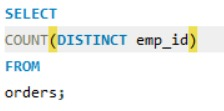 SELECT
COUNT(DISTINCT emp_id)
FROM
orders;